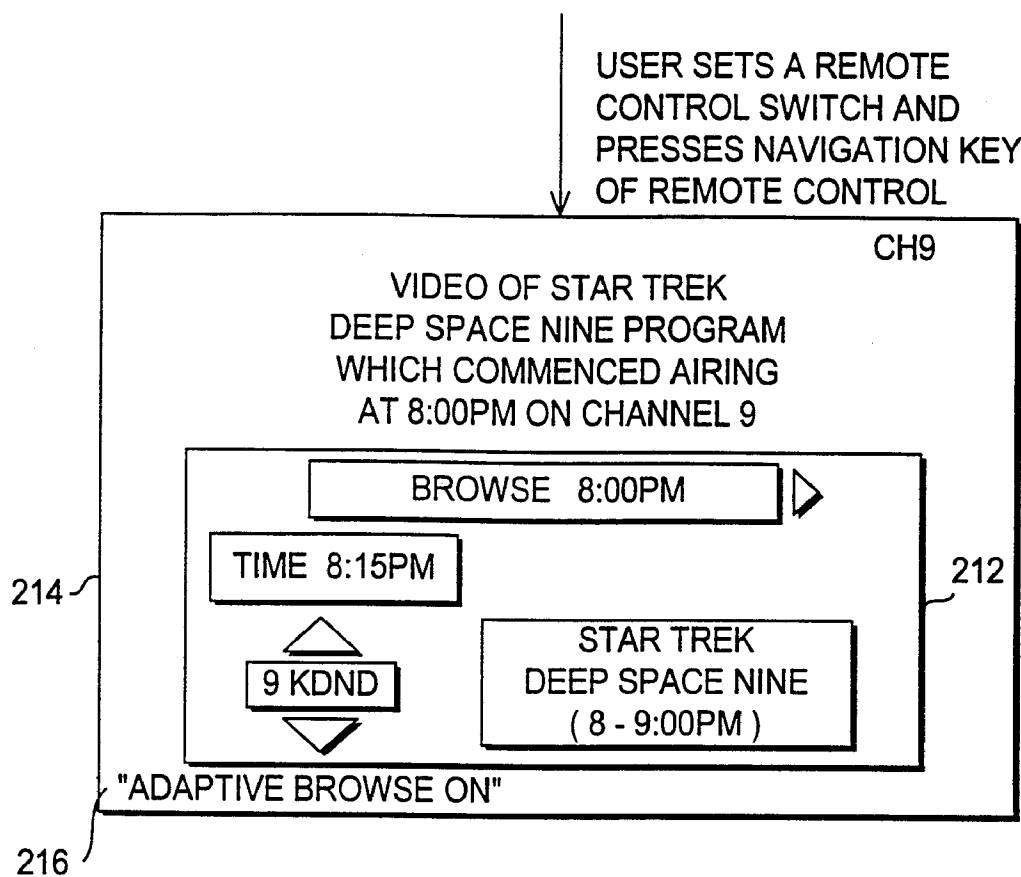 USER SETS A REMOTE
CONTROL SWITCH AND
PRESSES NAVIGATION KEY
OF REMOTE CONTROL
CH9
VIDEO OF STAR TREK
DEEP SPACE NINE PROGRAM
WHICH COMMENCED AIRING
AT 8:00PM ON CHANNEL 9
BROWSE 8:00PM
TIME 8:15PM
214
212
9 KDND
STAR TREK
DEEP SPACE NINE
( 8 - 9:00PM )
"ADAPTIVE BROWSE ON"
216